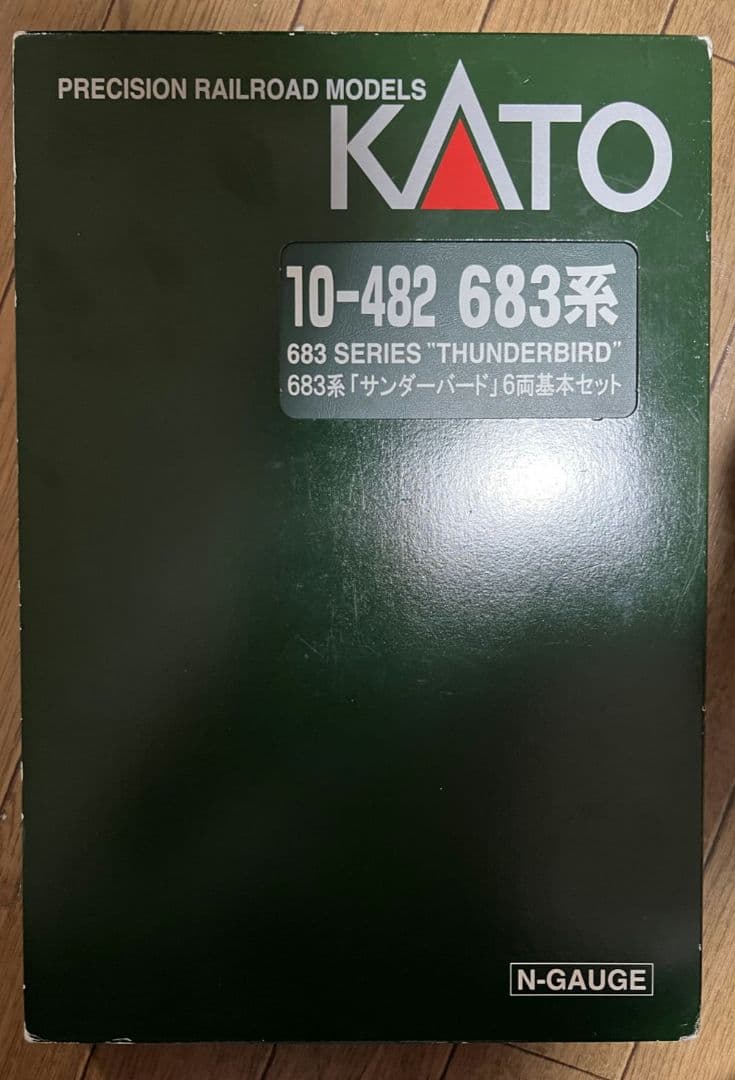 PRECISION RAILROAD MODELS
KATO
10-482 683系
683 SERIES "THUNDERBIRD"
683系「サンダーバード」6両基本セット
N-GAUGE